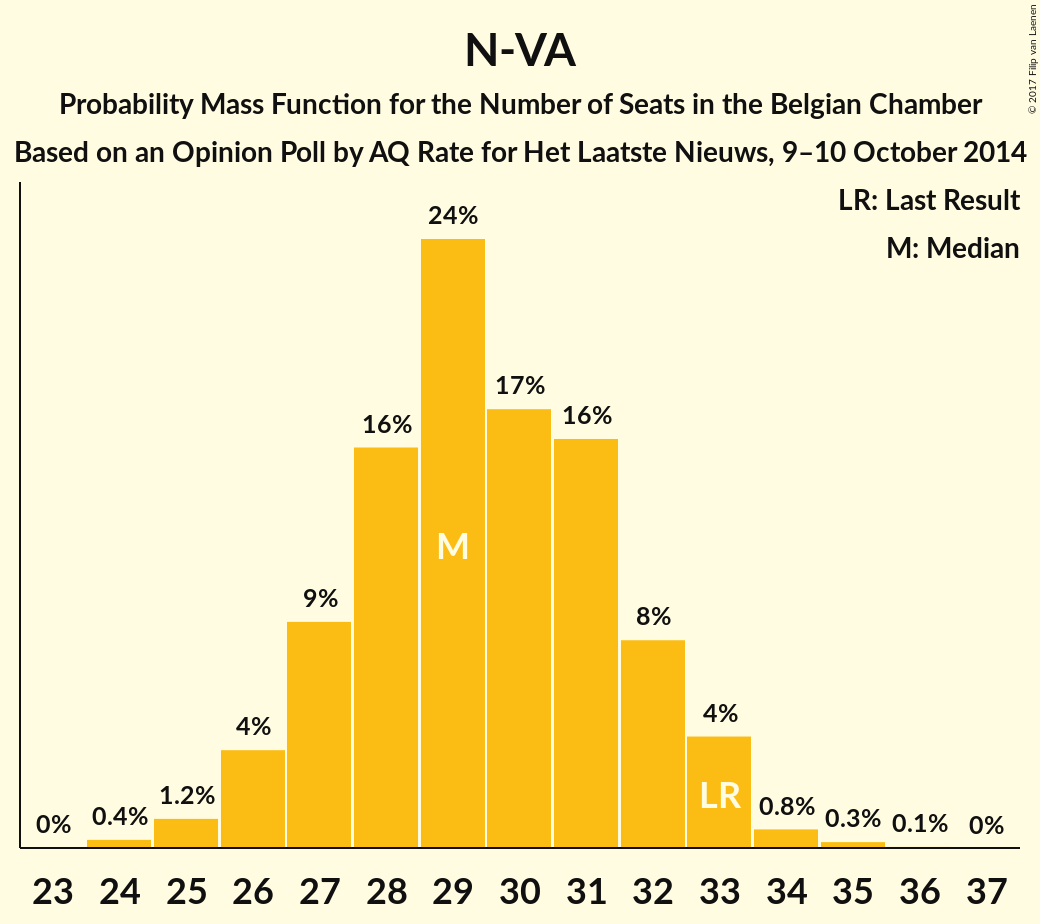 N-VA
Probability Mass Function for the Number of Seats in the Belgian Chamber
Based on an Opinion Poll by AQ Rate for Het Laatste Nieuws, 9–10 October 2014
© 2017 Filip van Laenen
LR: Last Result
M: Median
0%
0.4%
1.2%
4%
9%
16%
24%
17%
16%
8%
4%
0.8%
0.3%
0.1%
0%
M
LR
23 24 25 26 27 28 29 30 31 32 33 34 35 36 37